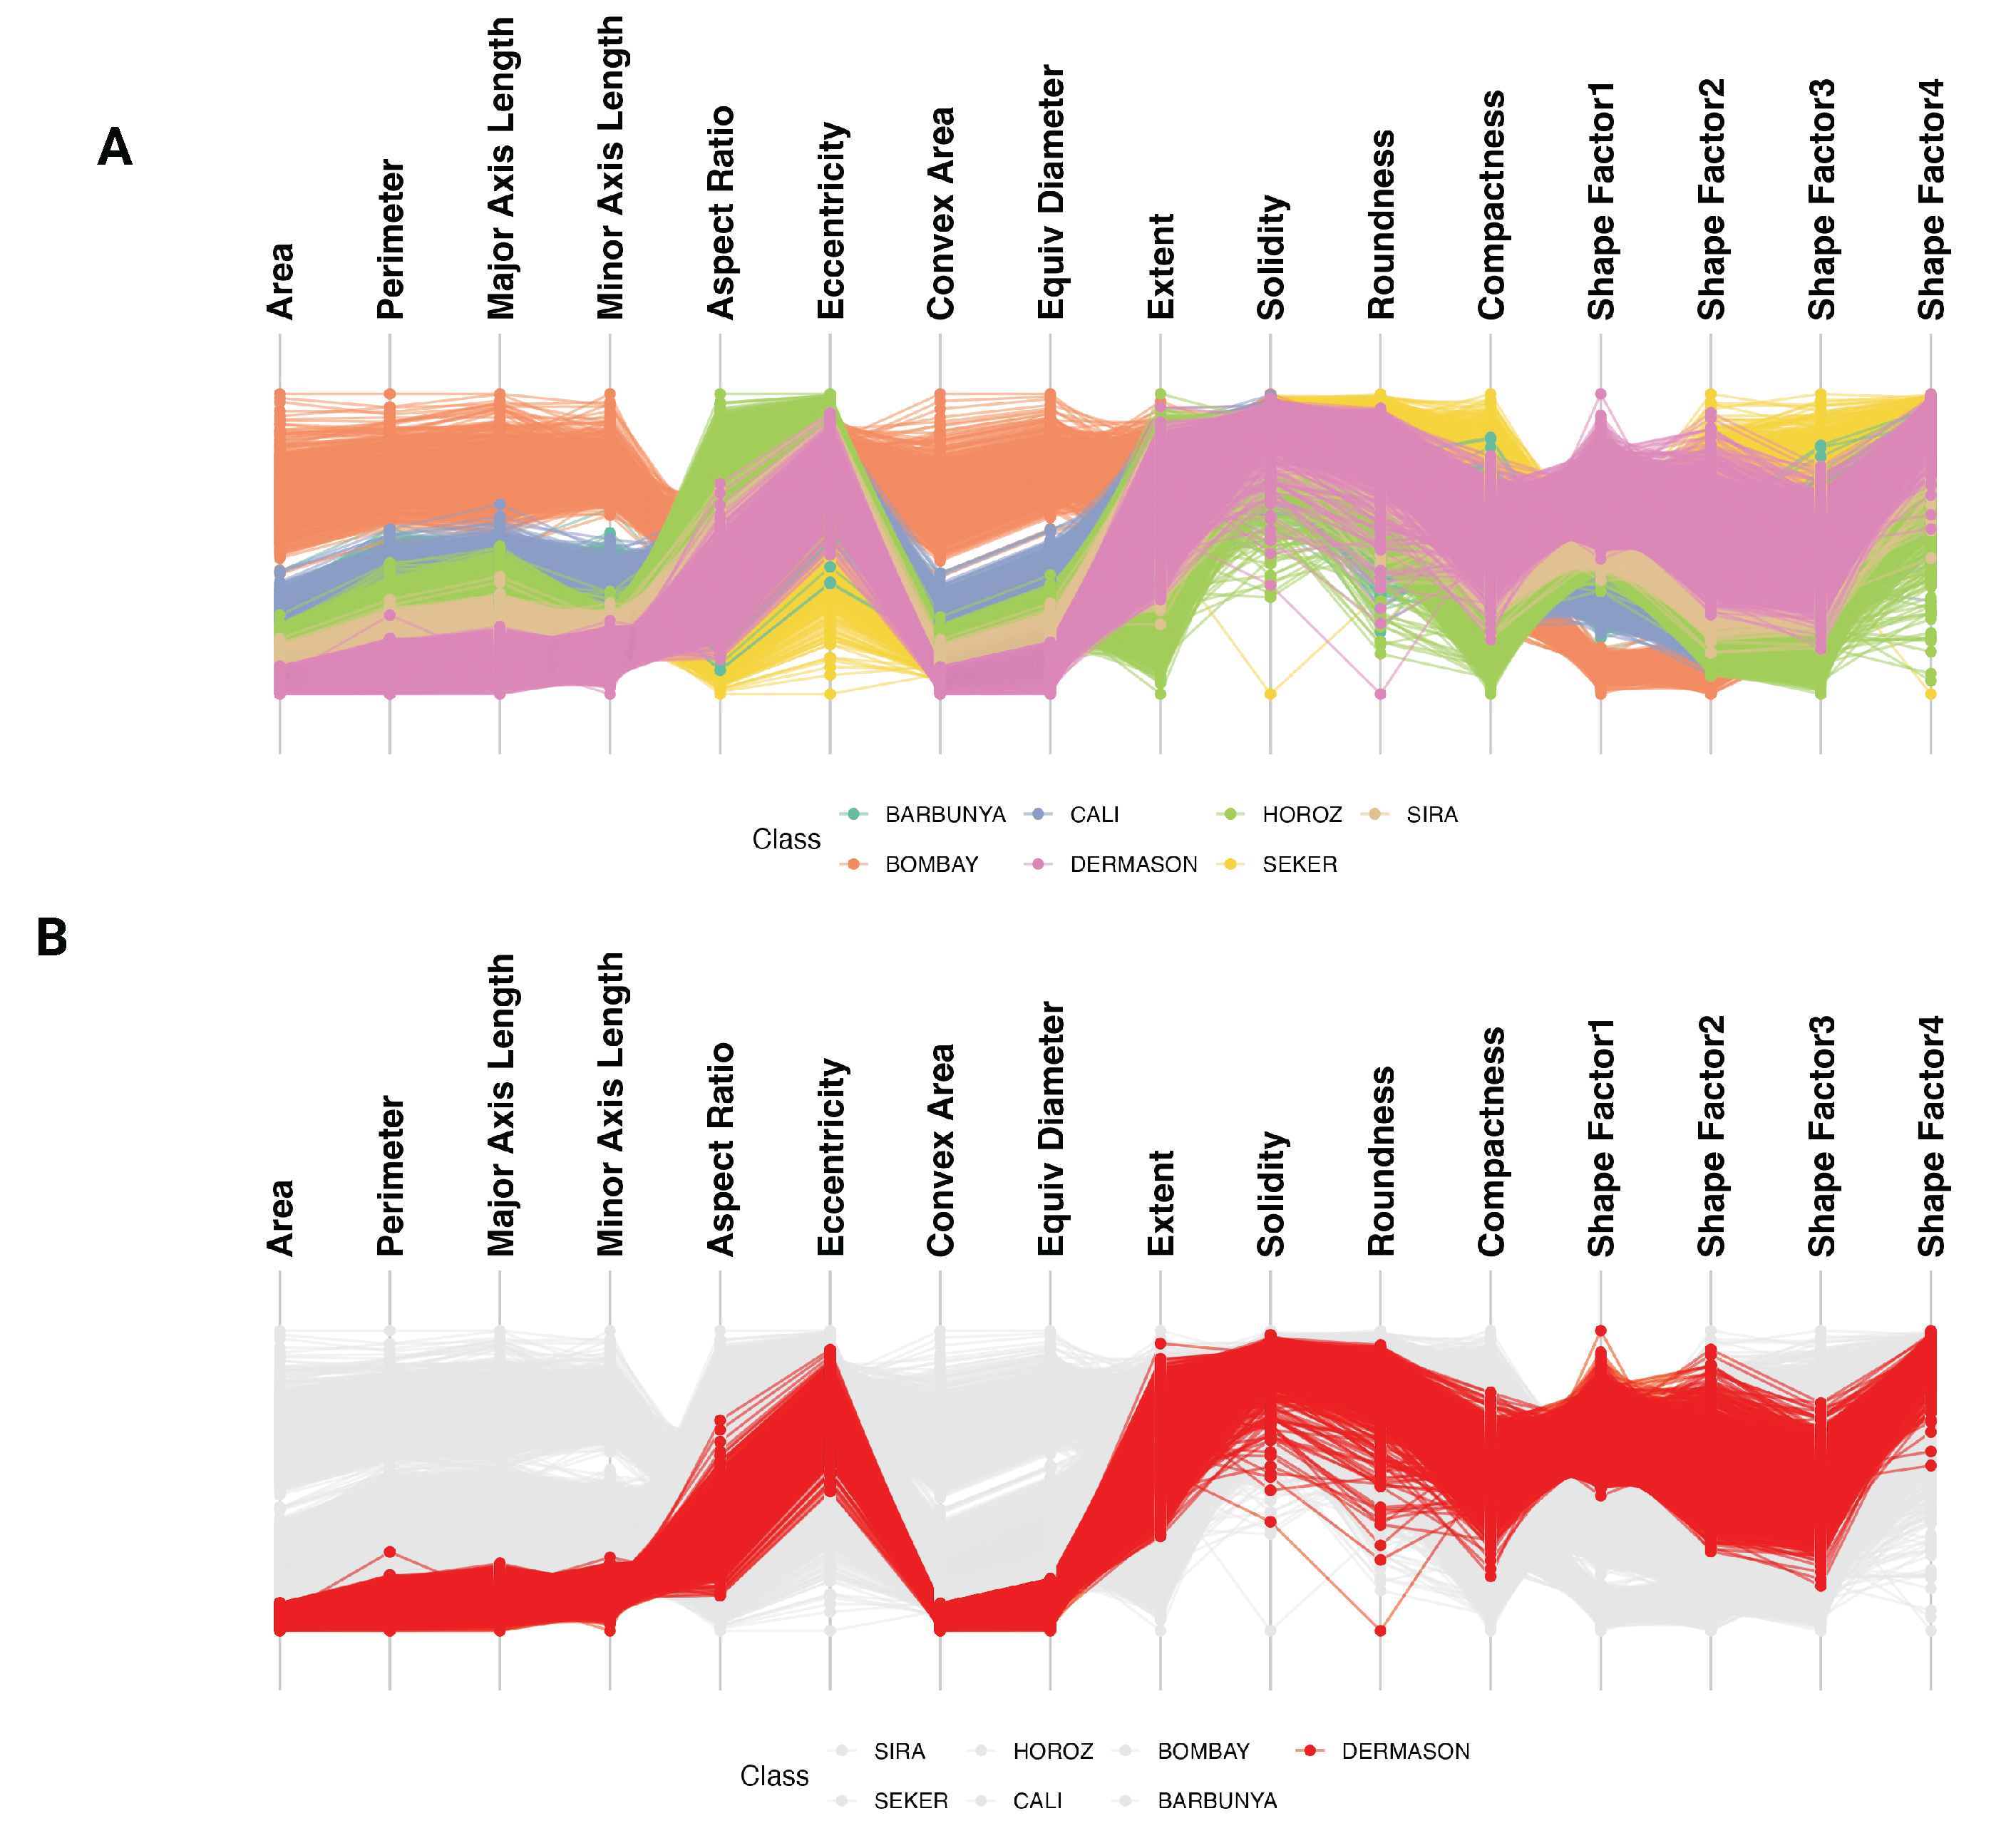 A
Area
Perimeter
Major Axis Length
Minor Axis Length
Aspect Ratio
Eccentricity
Convex Area
Equiv Diameter
Extent
Solidity
Roundness
Compactness
Shape Factor1
Shape Factor2
Shape Factor3
Shape Factor4
Class
BARBUNYA CALI HOROZ SIRA
BOMBAY DERMASON SEKER
B
Area
Perimeter
Major Axis Length
Minor Axis Length
Aspect Ratio
Eccentricity
Convex Area
Equiv Diameter
Extent
Solidity
Roundness
Compactness
Shape Factor1
Shape Factor2
Shape Factor3
Shape Factor4
Class
SIRA HOROZ BOMBAY DERMASON
SEKER CALI BARBUNYA